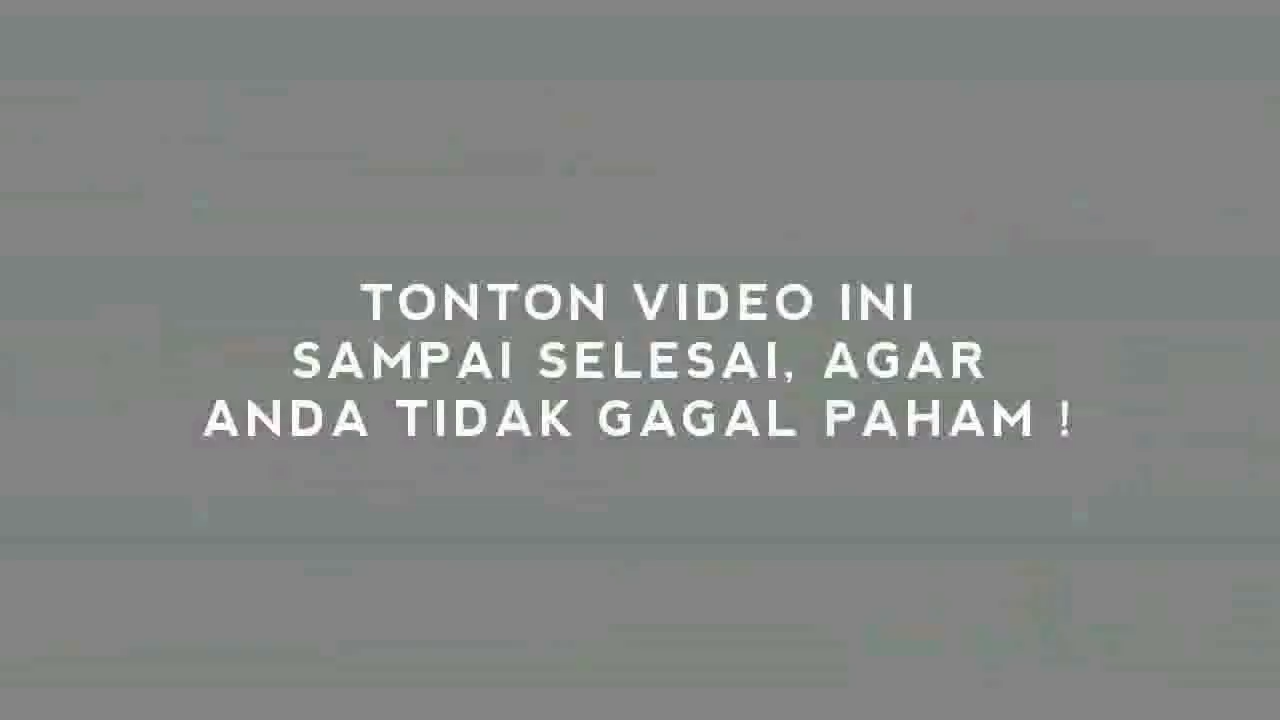 TONTON VIDEO INI
SAMPAI SELESAI, AGAR
ANDA TIDAK GAGAL PAHAM !